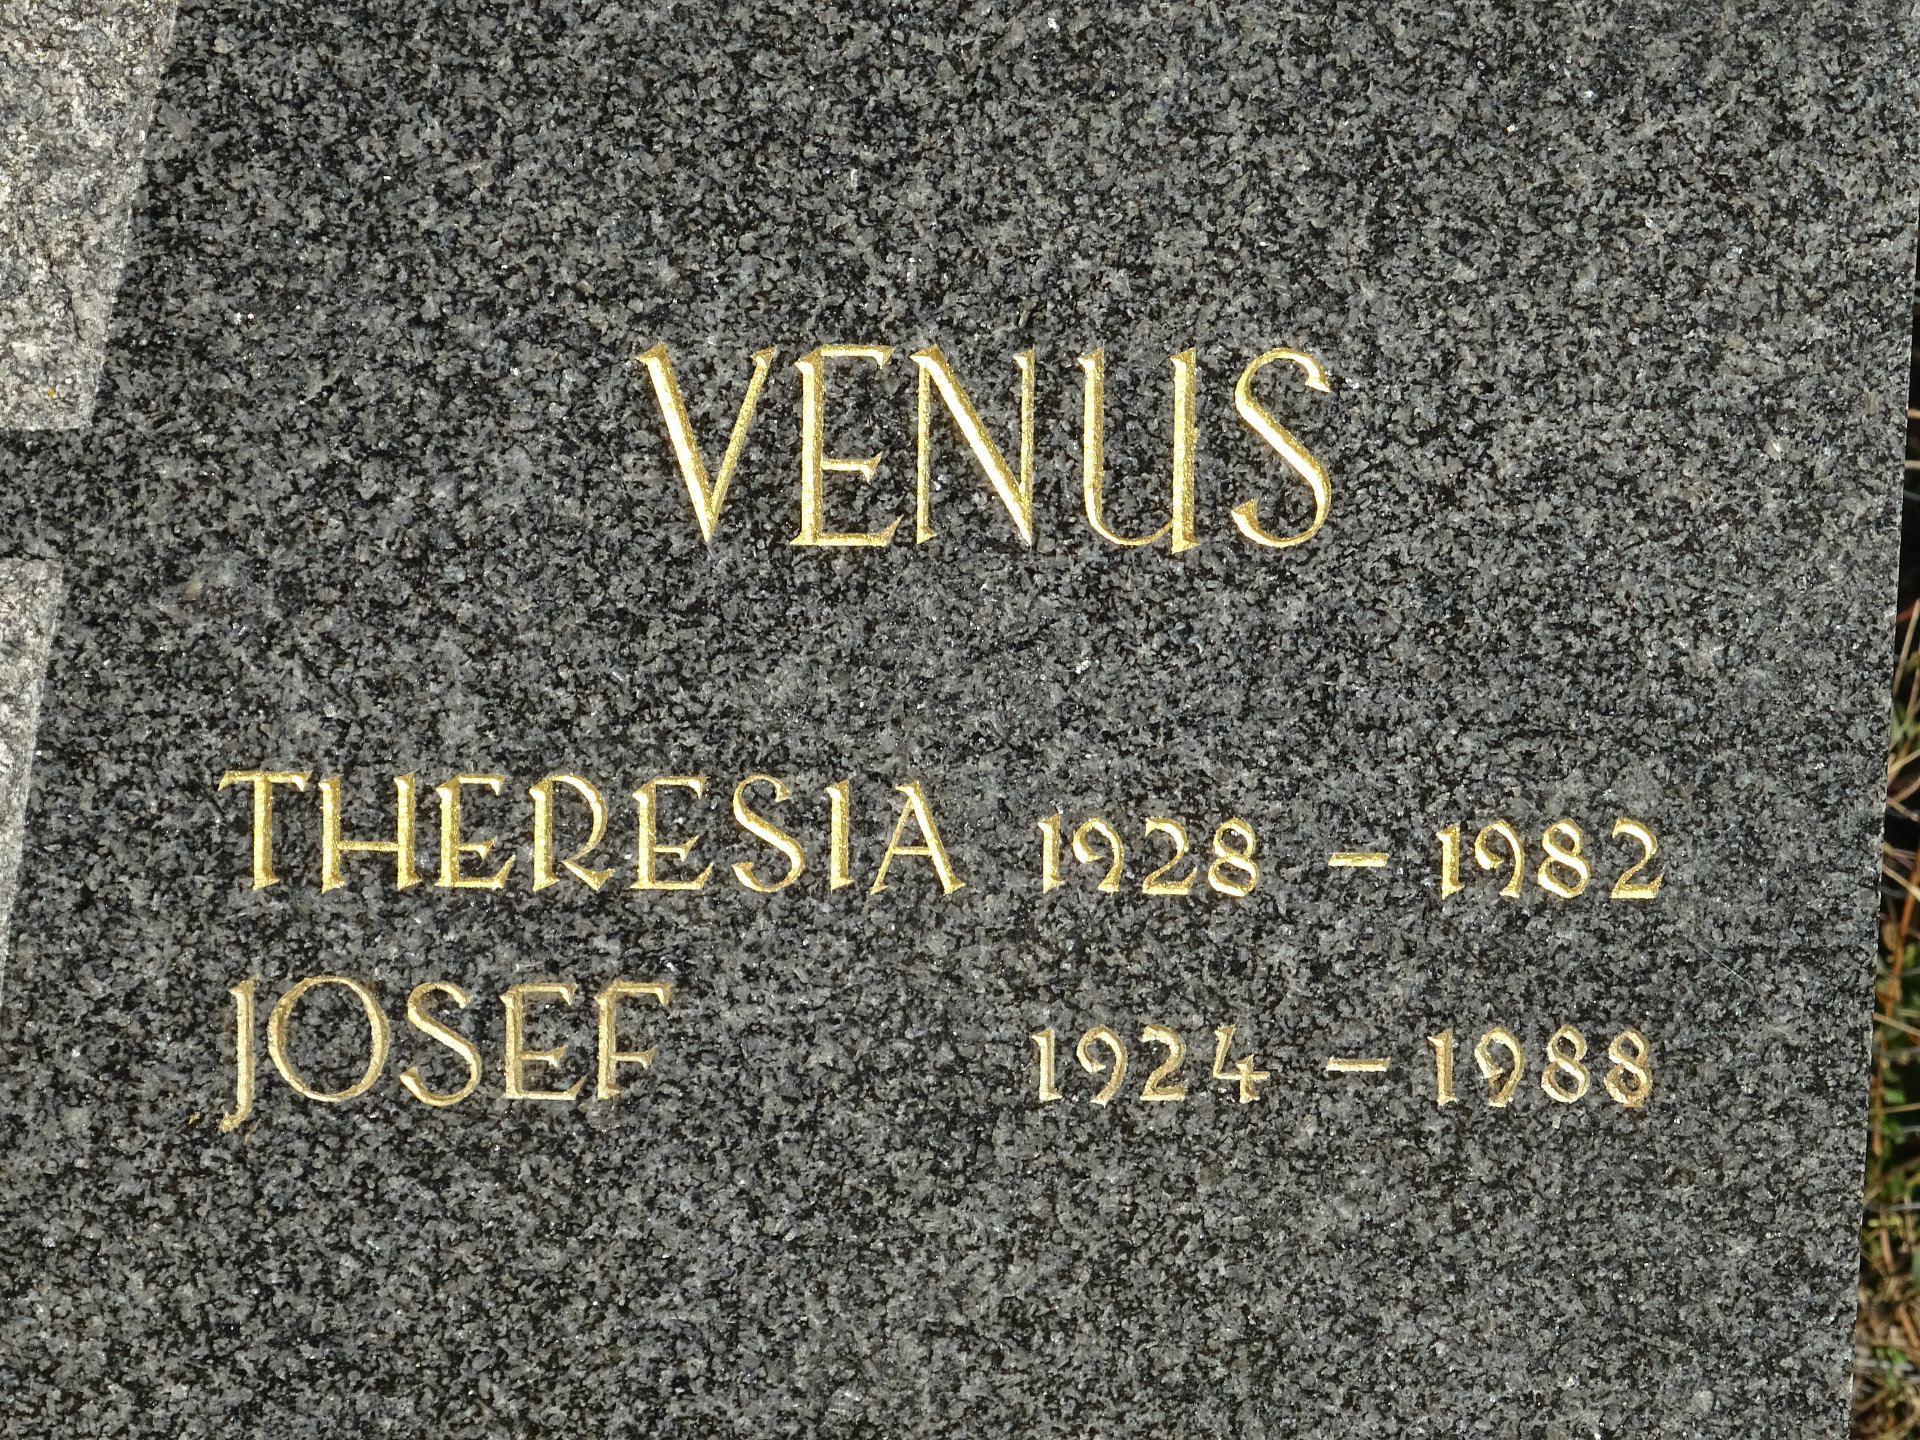 VENUS
THERESIA 1928 – 1982
JOSEF 1924 – 1988